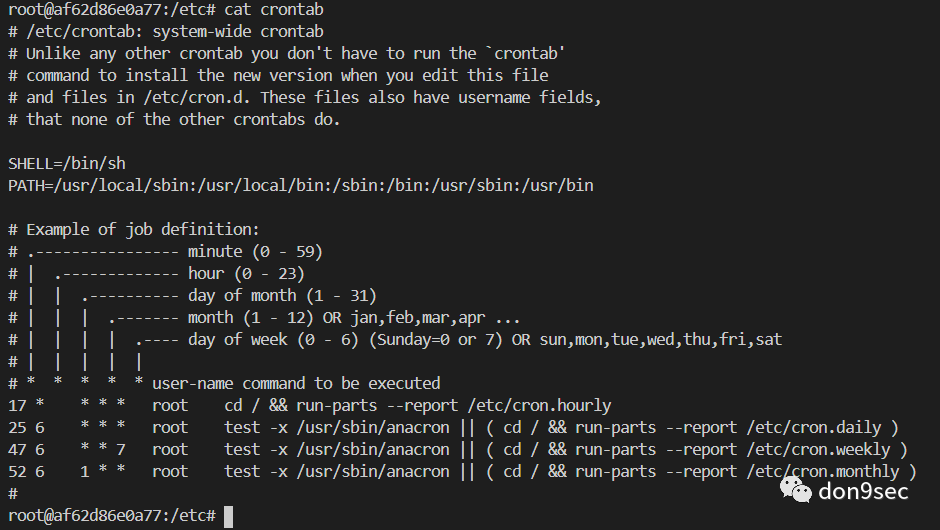 root@af62d86e0a77:/etc# cat crontab
# /etc/crontab: system-wide crontab
# Unlike any other crontab you don't have to run the `crontab'
# command to install the new version when you edit this file
# and files in /etc/cron.d. These files also have username fields,
# that none of the other crontabs do.

SHELL=/bin/sh
PATH=/usr/local/sbin:/usr/local/bin:/sbin:/bin:/usr/sbin:/usr/bin

# Example of job definition:
# .---------------- minute (0 - 59)
# |  .------------- hour (0 - 23)
# |  |  .---------- day of month (1 - 31)
# |  |  |  .------- month (1 - 12) OR jan,feb,mar,apr ...
# |  |  |  |  .---- day of week (0 - 6) (Sunday=0 or 7) OR sun,mon,tue,wed,thu,fri,sat
# |  |  |  |  |
# *  *  *  *  * user-name command to be executed
17 *    * * *   root    cd / && run-parts --report /etc/cron.hourly
25 6    * * *   root    test -x /usr/sbin/anacron || ( cd / && run-parts --report /etc/cron.daily )
47 6    * * 7   root    test -x /usr/sbin/anacron || ( cd / && run-parts --report /etc/cron.weekly )
52 6    1 * *   root    test -x /usr/sbin/anacron || ( cd / && run-parts --report /etc/cron.monthly )
#
root@af62d86e0a77:/etc#
don9sec